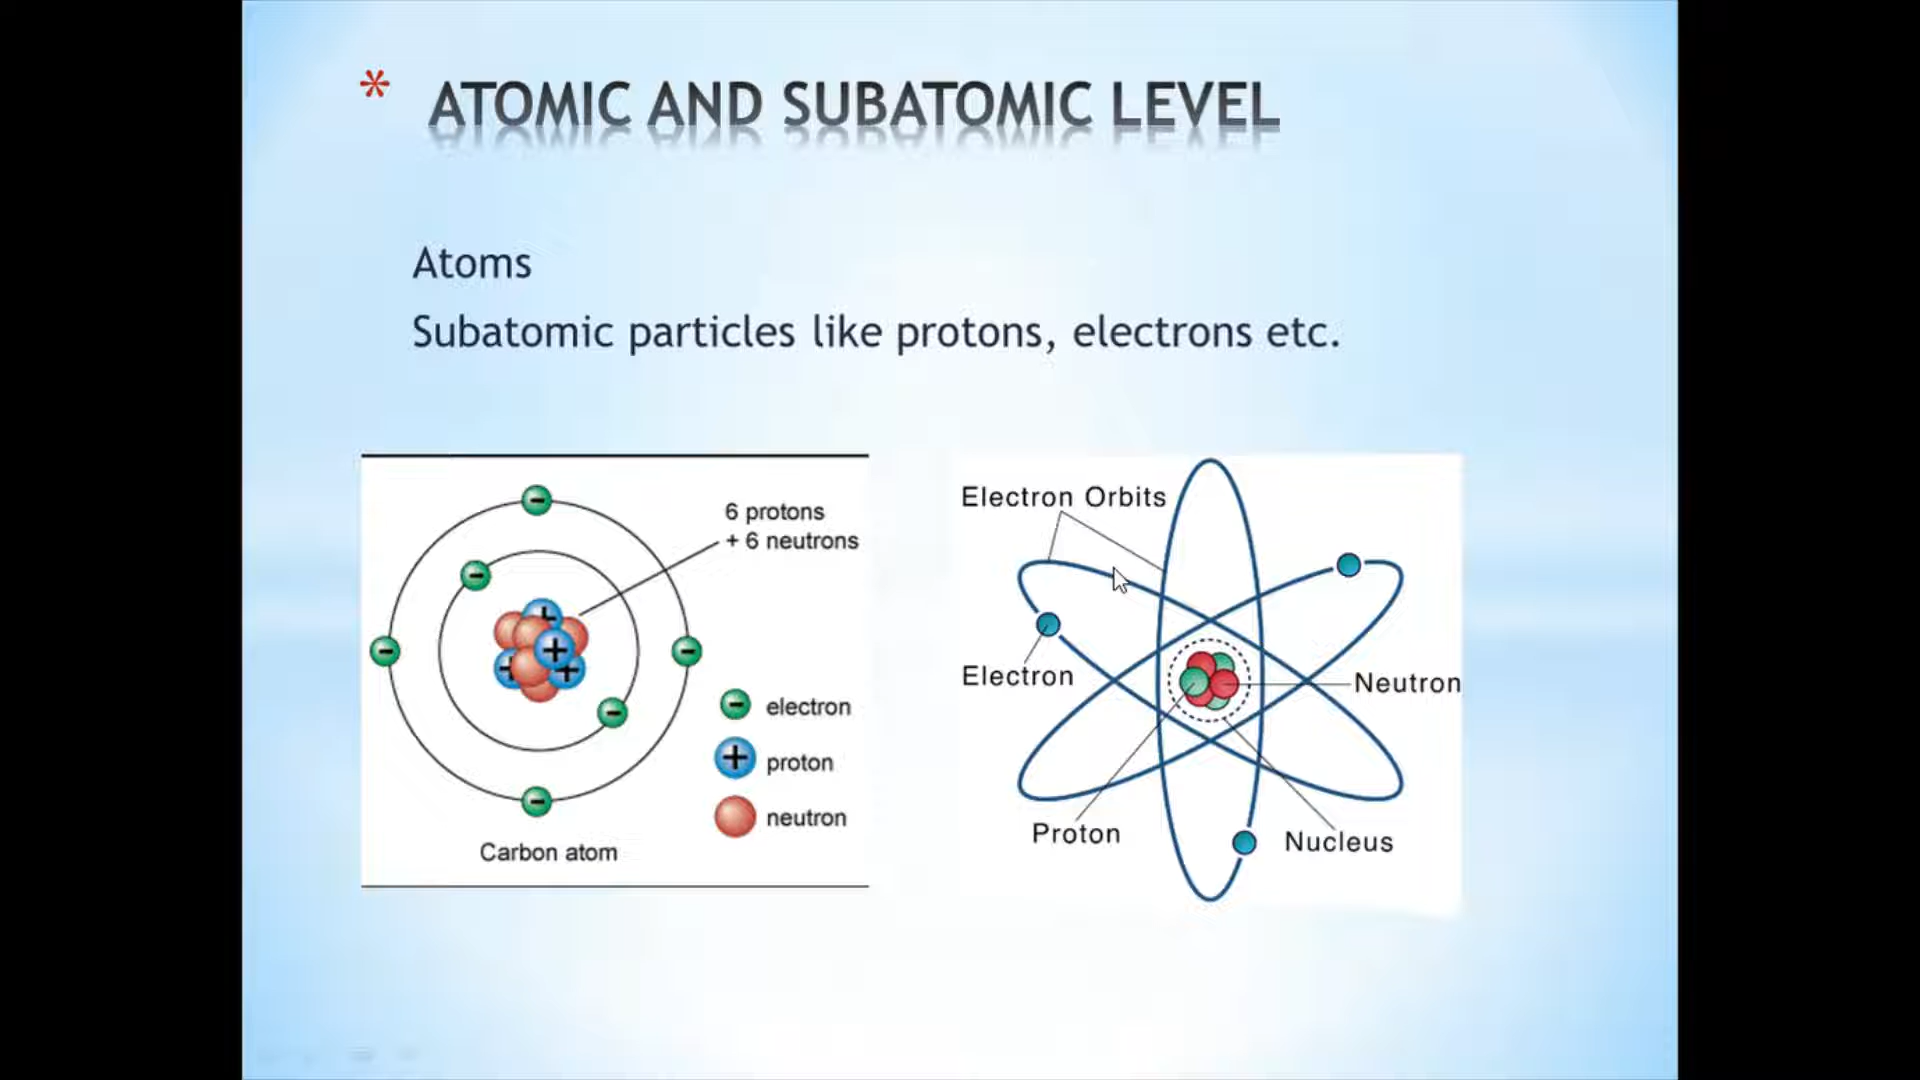 * ATOMIC AND SUBATOMIC LEVEL
Atoms
Subatomic particles like protons, electrons etc.
6 protons
+ 6 neutrons
electron
proton
neutron
Carbon atom
Electron Orbits
Electron
Neutron
Proton
Nucleus